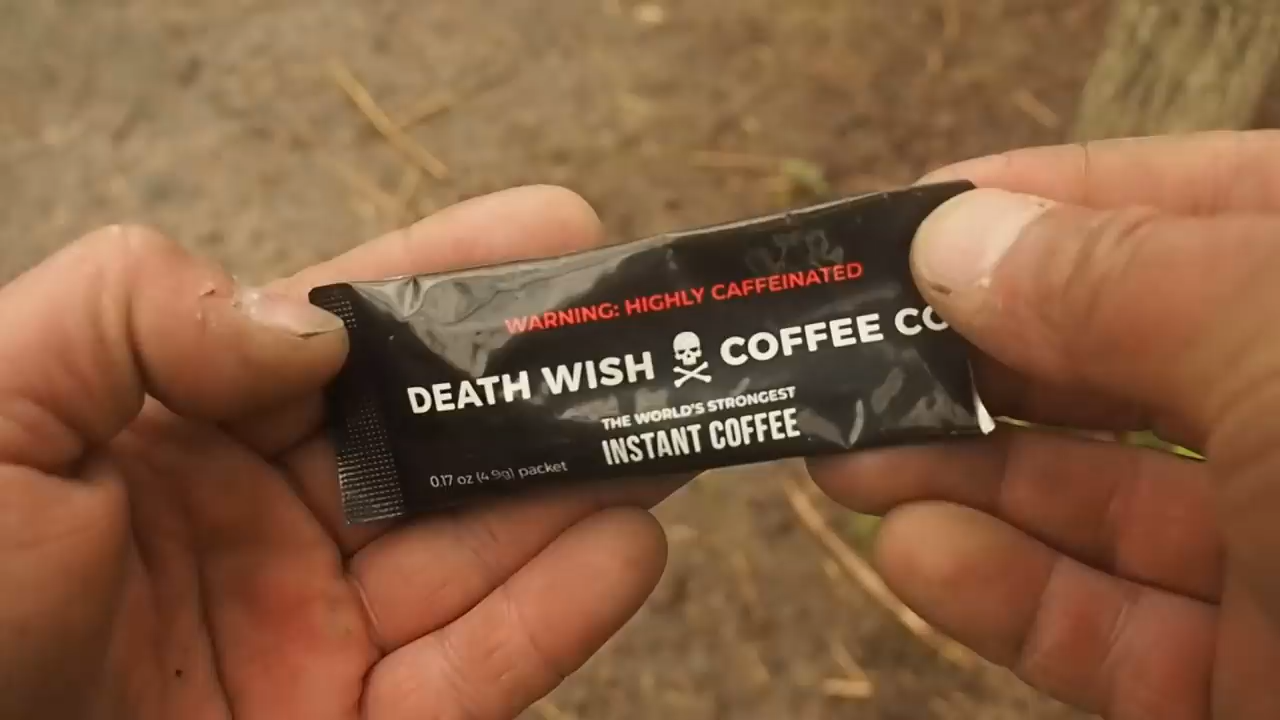 WARNING: HIGHLY CAFFEINATED
DEATH WISH COFFEE CO
THE WORLD'S STRONGEST
INSTANT COFFEE
0.17 oz (4.9g) packet